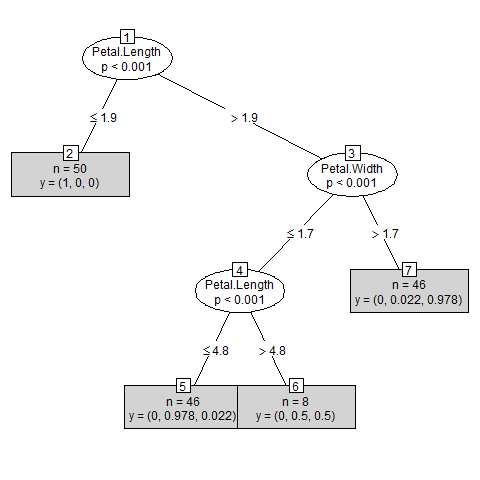 1
Petal.Length
p < 0.001
≤ 1.9
> 1.9
2
n = 50
y = (1, 0, 0)
3
Petal.Width
p < 0.001
≤ 1.7
> 1.7
4
Petal.Length
p < 0.001
7
n = 46
y = (0, 0.022, 0.978)
≤ 4.8
> 4.8
5
n = 46
y = (0, 0.978, 0.022)
6
n = 8
y = (0, 0.5, 0.5)